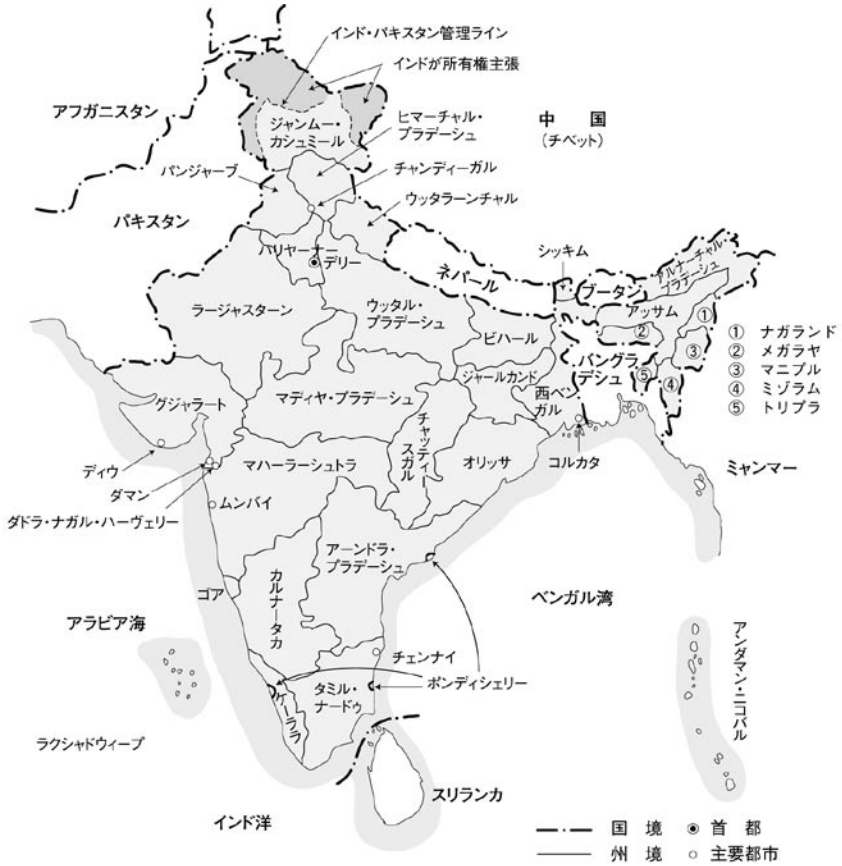 インド・パキスタン管理ライン
インドが所有権主張
アフガニスタン
ジャンムー・
カシュミール
ヒマーチャル・
プラデーシュ
中 国
(チベット)
パンジャーブ
チャンディーガル
ウッタラーンチャル
パキスタン
ハリヤーナー
デリー
ネパール
シッキム
ブータン
アルナーチャル・
プラデーシュ
ラージャスターン
ウッタル・
プラデーシュ
アッサム
①
②
③
④
⑤
① ナガランド
② メガラヤ
③ マニプル
④ ミゾラム
⑤ トリプラ
ビハール
バングラ
デシュ
ジャールカンド
西ベン
ガル
グジャラート
マディヤ・プラデーシュ
チャッティー
スガル
オリッサ
コルカタ
ミャンマー
ディウ
ダマン
ダドラ・ナガル・ハーヴェリー
マハーラーシュトラ
ムンバイ
アーンドラ・
プラデーシュ
カルナータカ
ゴア
アラビア海
ベンガル湾
チェンナイ
ポンディシェリー
タミル・
ナードゥ
ケーララ
アンダマン・ニコバル
ラクシャドウィープ
スリランカ
インド洋
国 境
首 都
州 境
主要都市